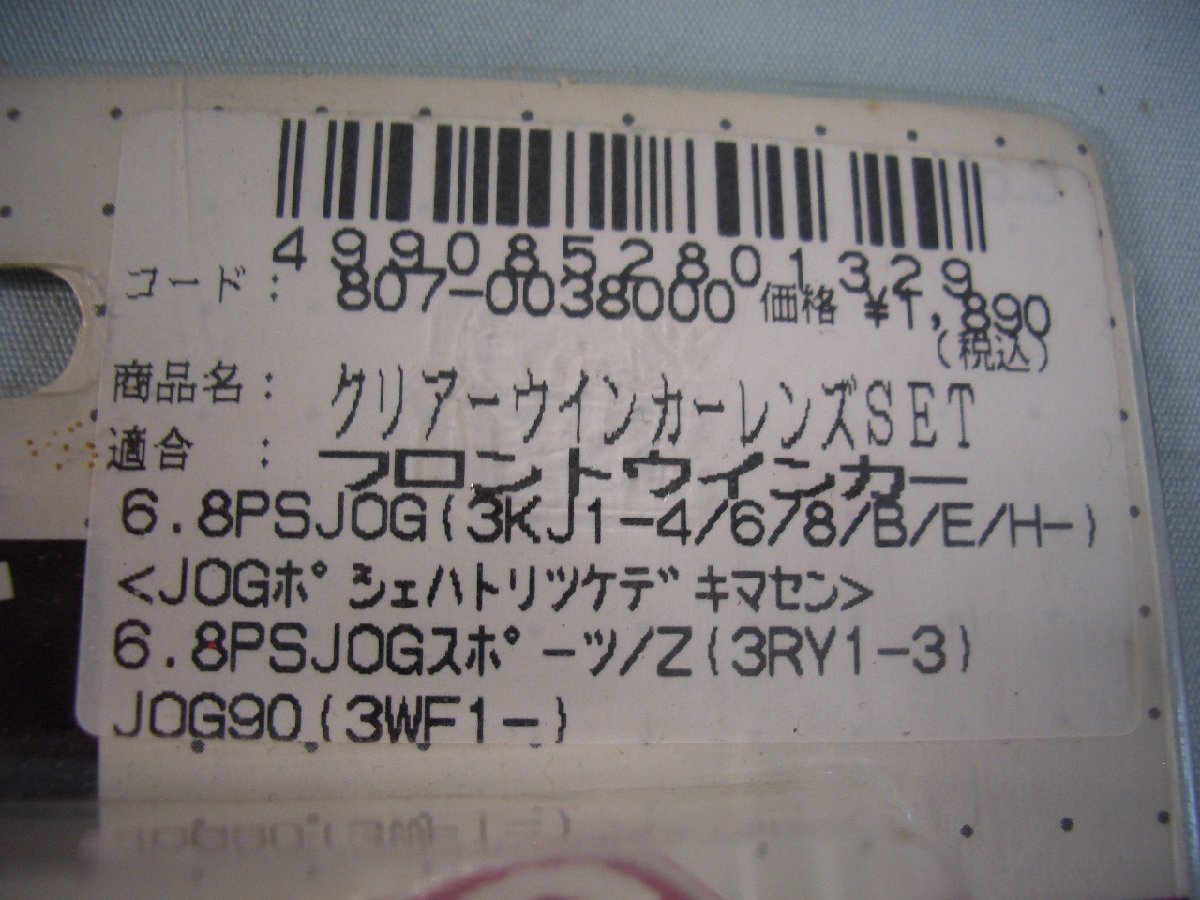 4990852801329
コード: 807-0038000 価格 ¥1,890
(税込)
商品名: クリアーウインカーレンズSET
適合 : フロントウインカー
6.8PSJOG(3KJ1-4/6/8/B/E/H-)
<JOGポシェハトリツケデキマセン>
6.8PSJOGスポーツ/Z(3RY1-3)
JOG90(3WF1-)